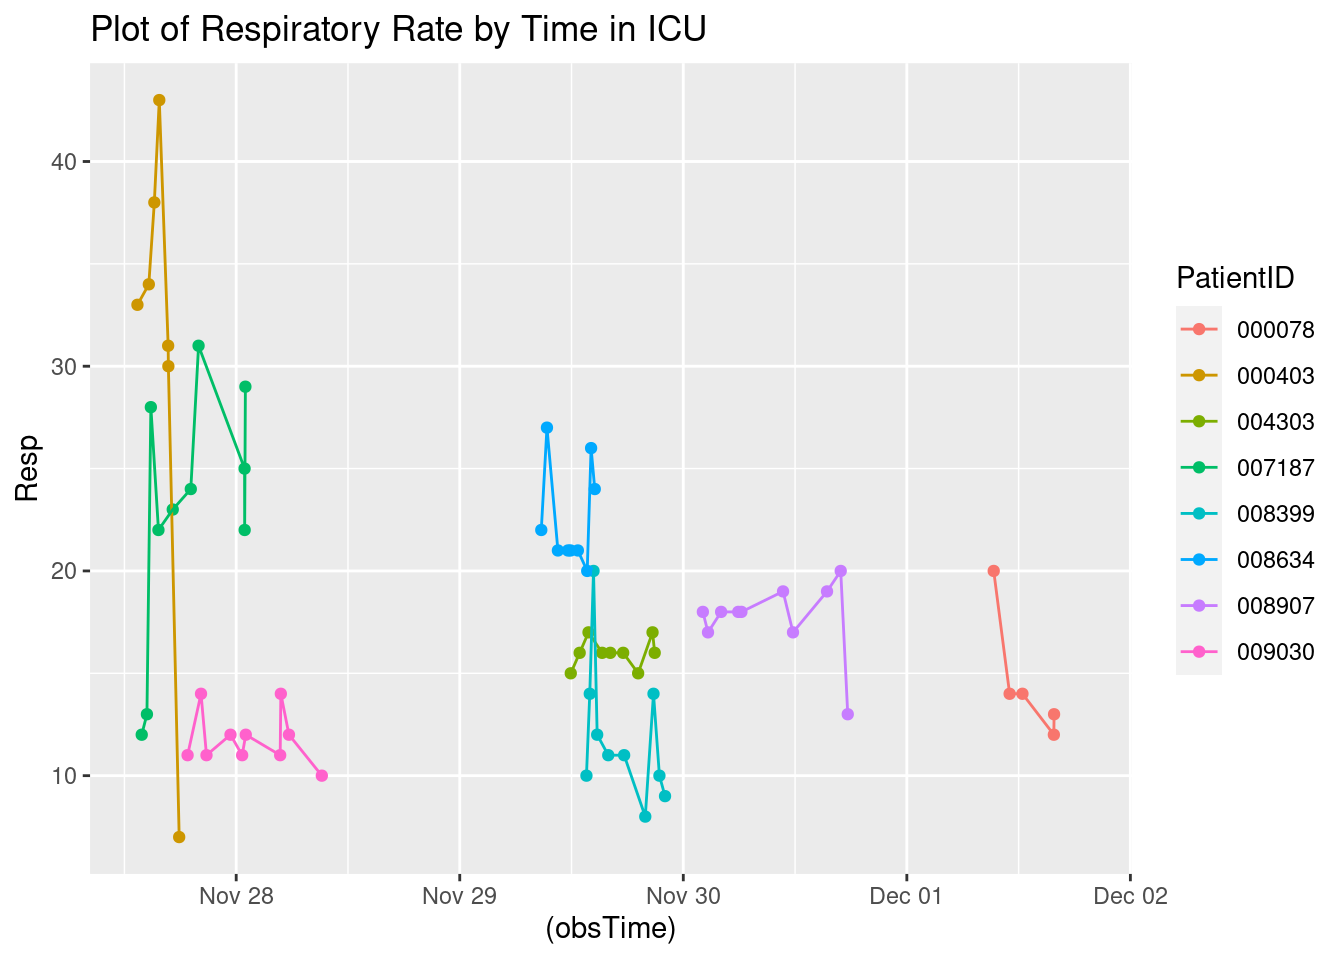 Plot of Respiratory Rate by Time in ICU
40
30
20
10
Resp
Nov 28
Nov 29
Nov 30
Dec 01
Dec 02
(obsTime)
PatientID
000078
000403
004303
007187
008399
008634
008907
009030